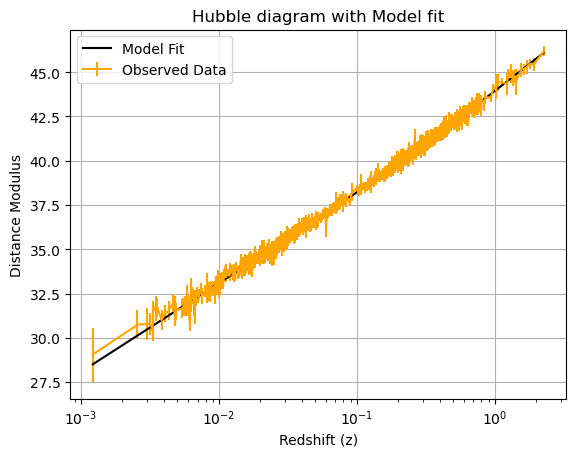 Hubble diagram with Model fit
Model Fit
Observed Data
45.0
42.5
40.0
37.5
35.0
32.5
30.0
27.5
Distance Modulus
10⁻³ 10⁻² 10⁻¹ 10⁰
Redshift (z)